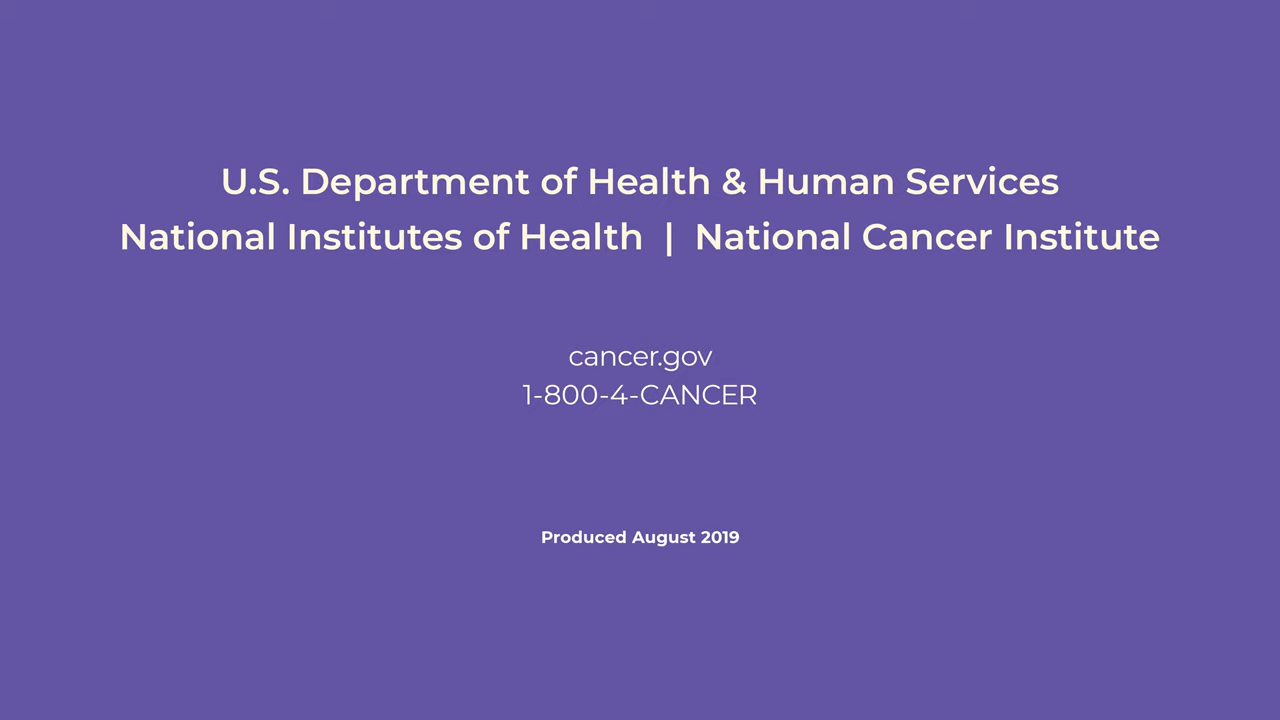 U.S. Department of Health & Human Services
National Institutes of Health | National Cancer Institute
cancer.gov
1-800-4-CANCER
Produced August 2019